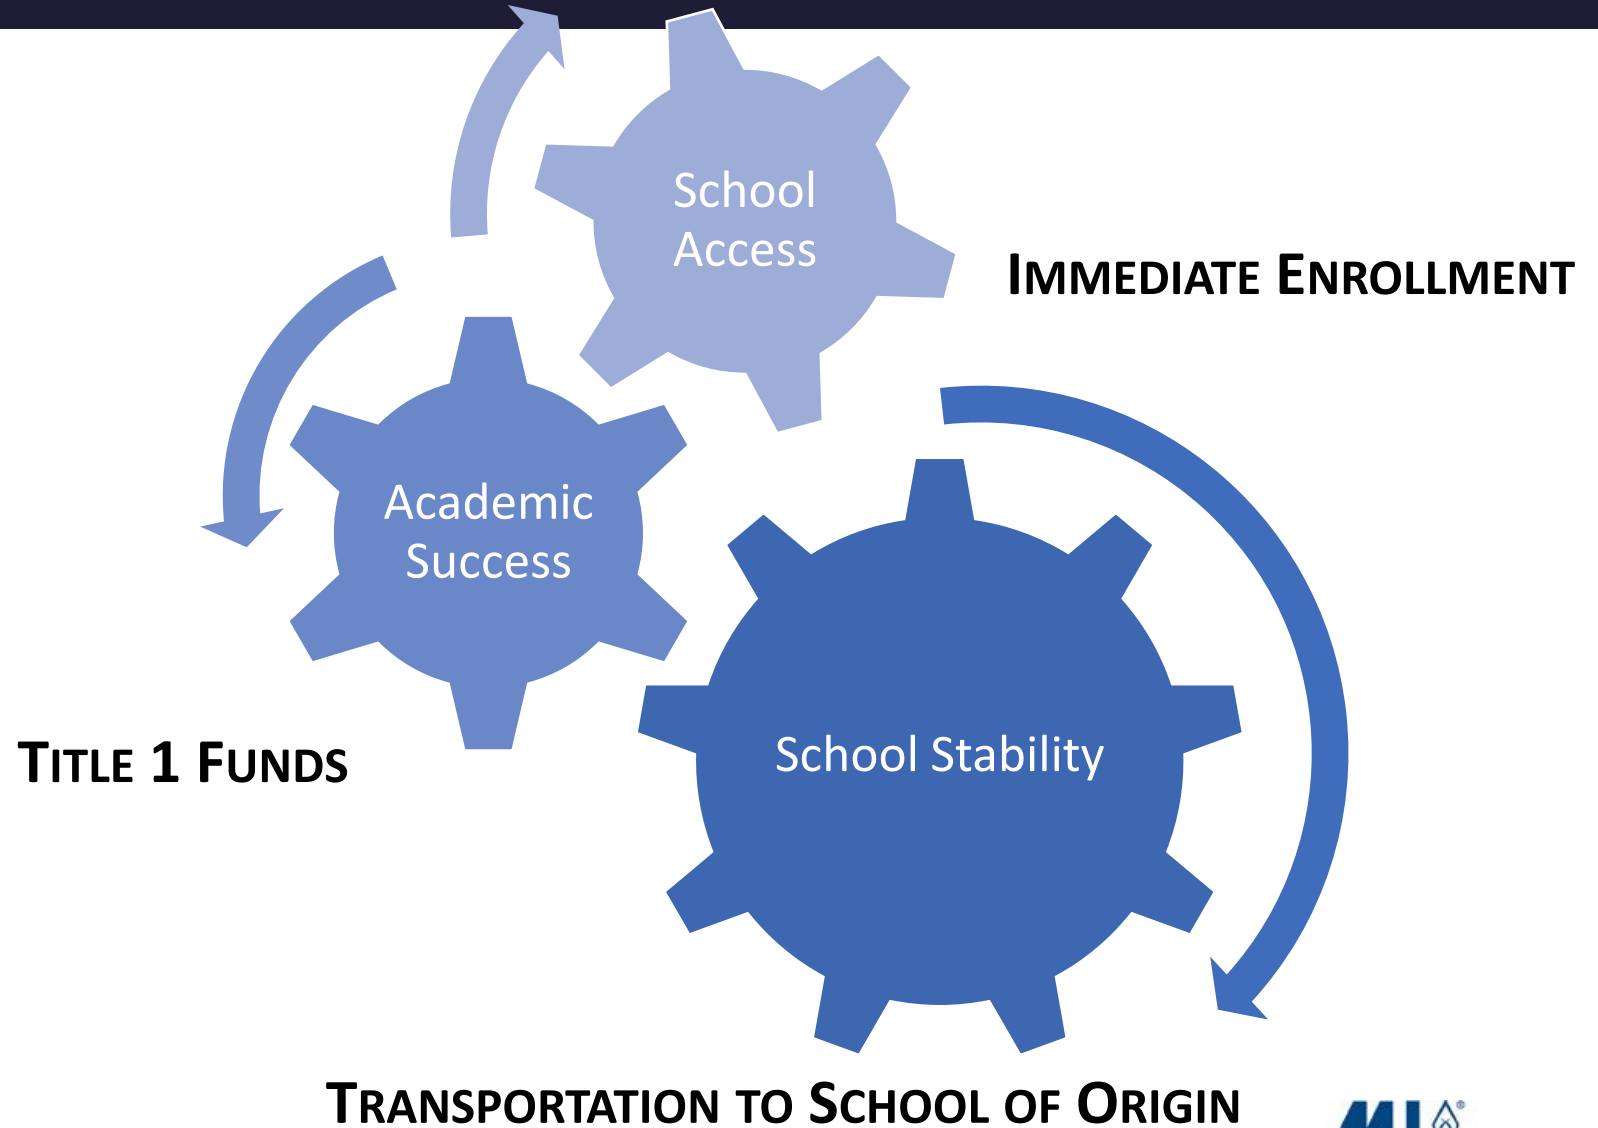 School
Access
IMMEDIATE ENROLLMENT
Academic
Success
School Stability
TITLE 1 FUNDS
TRANSPORTATION TO SCHOOL OF ORIGIN